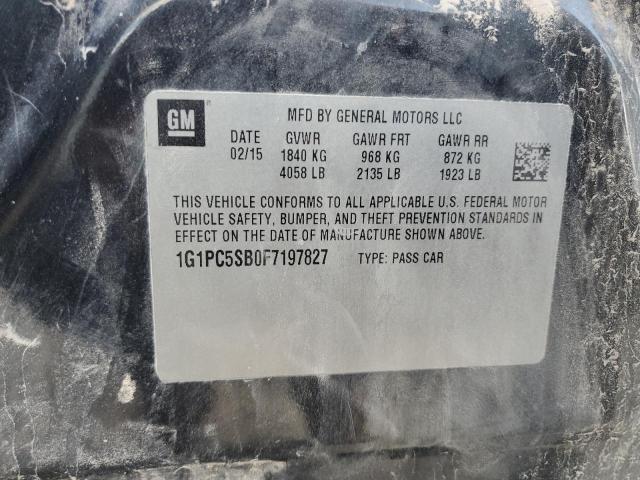 GM
MFD BY GENERAL MOTORS LLC
DATE GVWR GAWR FRT GAWR RR
02/15 1840 KG 968 KG 872 KG
4058 LB 2135 LB 1923 LB
THIS VEHICLE CONFORMS TO ALL APPLICABLE U.S. FEDERAL MOTOR
VEHICLE SAFETY, BUMPER, AND THEFT PREVENTION STANDARDS IN
EFFECT ON THE DATE OF MANUFACTURE SHOWN ABOVE.
1G1PC5SB0F7197827 TYPE: PASS CAR